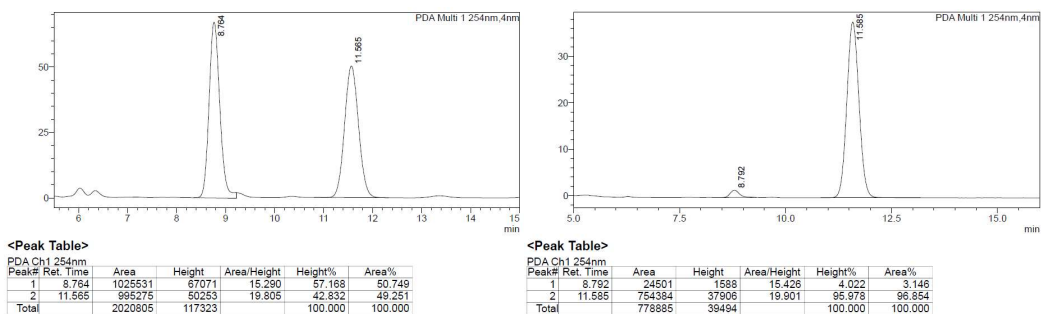 PDA Multi 1 254nm,4nm
8.764
11.565
50
25
0
6 7 8 9 10 11 12 13 14 15
min
<Peak Table>
PDA Ch1 254nm
Peak# Ret. Time Area Height Area/Height Height% Area%
1 8.764 1025531 67071 15.290 57.168 50.749
2 11.565 995275 50253 19.805 42.832 49.251
Total 2020805 117323 100.000 100.000
PDA Multi 1 254nm,4nm
11.585
8.792
30
20
10
0
5.0 7.5 10.0 12.5 15.0
min
<Peak Table>
PDA Ch1 254nm
Peak# Ret. Time Area Height Area/Height Height% Area%
1 8.792 24501 1588 15.426 4.022 3.146
2 11.585 754384 37906 19.901 95.978 96.854
Total 778885 39494 100.000 100.000